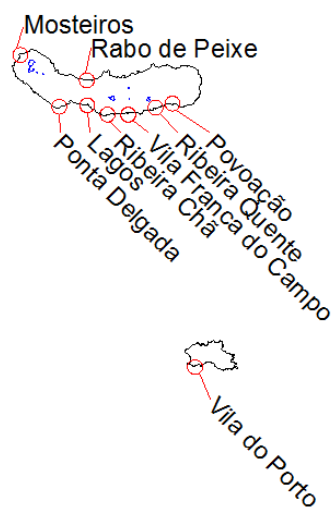 Mosteiros
Rabo de Peixe
Ponta Delgada
Lagos
Ribeira Chã
Vila Franca do Campo
Ribeira Quente
Povoação
Vila do Porto